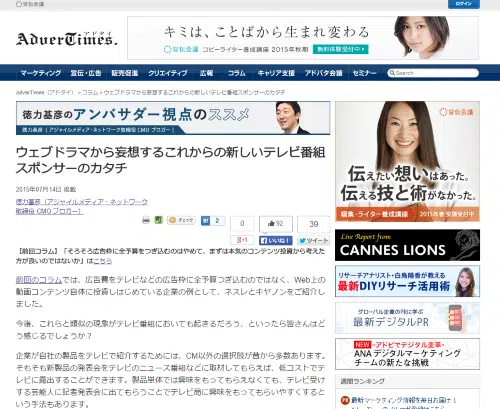 宣伝会議
ログイン
アドタイ
AdverTimes.
キミは、ことばから生まれ変わる
宣伝会議 コピーライター養成講座 2015年秋期 無料体験受付中
マーケティング 宣伝・広告 販売促進 クリエイティブ 広報 コラム キャリア支援 アドバタ会議 セミナー Search
AdverTimes（アドタイ） > コラム > ウェブドラマから妄想するこれからの新しいテレビ番組スポンサーのカタチ
徳力基彦の アンバサダー視点のススメ
徳力基彦 [アジャイルメディア・ネットワーク取締役 CMO ブロガー]
ウェブドラマから妄想するこれからの新しいテレビ番組
スポンサーのカタチ
2015年07月14日 掲載
徳力基彦（アジャイルメディア・ネットワーク
取締役 CMO ブロガー）
チェック 2 0 92 39
+1 いいね! ツイート
【前回コラム】「そろそろ広告枠に全予算をつぎ込むのはやめて、まずは本気のコンテンツ投資から考えた
方が良いのではないか」はこちら
前回のコラムでは、広告費をテレビなどの広告枠に全予算つぎ込むのではなく、Web上の
動画コンテンツ自体に投資しはじめている企業の例として、ネスレとキヤノンをご紹介し
ました。
今後、これらと類似の現象がテレビ番組においても起きるだろう、といったら皆さんはど
う感じるでしょうか？
企業が自社の製品をテレビで紹介するためには、CM以外の選択肢が昔から多数あります。
そもそも新製品の発表会をテレビのニュース番組などに取材してもらえば、低コストでテレ
ビに露出することができます。製品単体では興味をもってもらえなくても、テレビ受け
する芸能人に記者発表会に出てもらうことでテレビ局に興味をもってもらいやすくすると
いう手法もあります。
宣伝会議
伝えたい想いはあった。
伝える技と術がなかった。
編集・ライター養成講座 2015年春 受講受付中
Live Report from
CANNES LIONS
リサーチアナリスト・白鳥陽香が教える
最新DIYリサーチ活用術
グローバル企業のPRに学ぶ
最新デジタルPR
NEW -アドビデジタル変革-
ANA デジタルマーケティング
チームの新たな挑戦
週間ランキング
PR 最新マーケティング情報を毎日お届け！